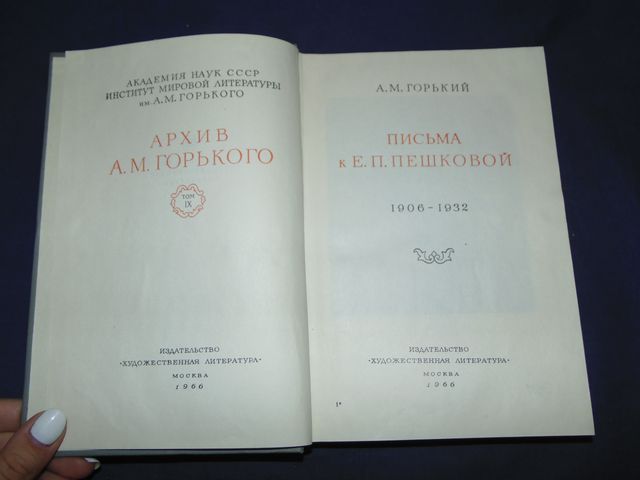 АКАДЕМИЯ НАУК СССР
ИНСТИТУТ МИРОВОЙ ЛИТЕРАТУРЫ
им. А. М. ГОРЬКОГО
АРХИВ
А. М. ГОРЬКОГО
ТОМ
IX
ИЗДАТЕЛЬСТВО
«ХУДОЖЕСТВЕННАЯ ЛИТЕРАТУРА»
МОСКВА
1966
А. М. ГОРЬКИЙ
ПИСЬМА
к Е. П. ПЕШКОВОЙ
1906 – 1932
ИЗДАТЕЛЬСТВО
«ХУДОЖЕСТВЕННАЯ ЛИТЕРАТУРА»
МОСКВА
1966
1*